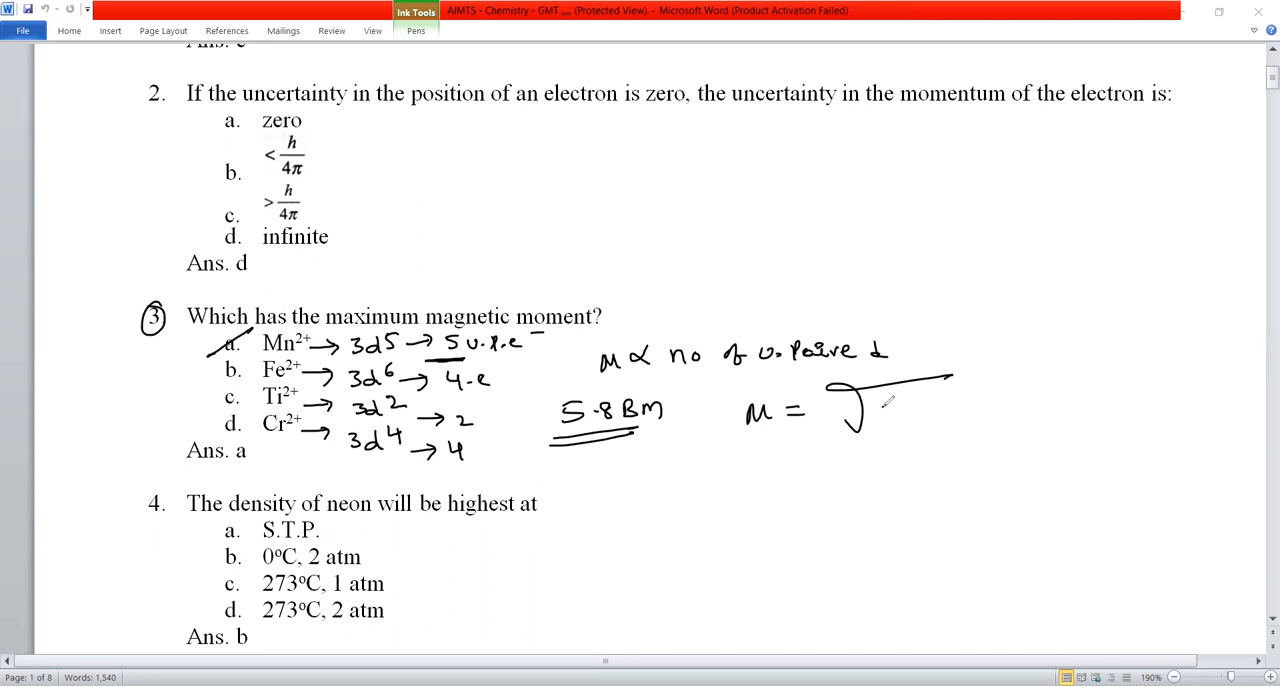 Ink Tools
AIMTS - Chemistry - GMT ,,,, (Protected View) - Microsoft Word (Product Activation Failed)
File Home Insert Page Layout References Mailings Review View Pens
2. If the uncertainty in the position of an electron is zero, the uncertainty in the momentum of the electron is:
a. zero
b. < h/4π
c. > h/4π
d. infinite
Ans. d
3 Which has the maximum magnetic moment?
a. Mn²⁺ → 3d⁵ → 5 u.p.e⁻
b. Fe²⁺ → 3d⁶ → 4-e
c. Ti²⁺ → 3d² → 2
d. Cr²⁺ → 3d⁴ → 4
Ans. a
μ ∝ no of u.paired
5.8 BM μ = √
4. The density of neon will be highest at
a. S.T.P.
b. 0°C, 2 atm
c. 273°C, 1 atm
d. 273°C, 2 atm
Ans. b
Page: 1 of 8 Words: 1,540 190%